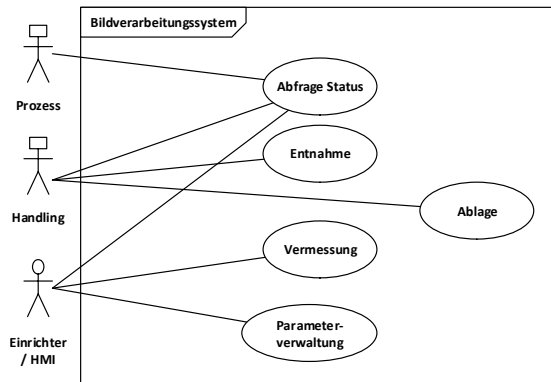 Bildverarbeitungssystem
Prozess
Abfrage Status
Entnahme
Handling
Ablage
Vermessung
Einrichter
/ HMI
Parameter-
verwaltung